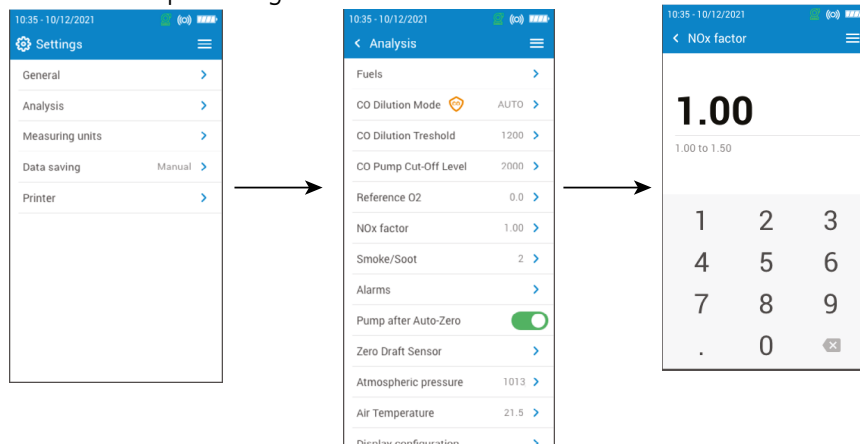 10:35 - 10/12/2021
Settings
General
Analysis
Measuring units
Data saving Manual
Printer
10:35 - 10/12/2021
Analysis
Fuels
CO Dilution Mode AUTO
CO Dilution Treshold 1200
CO Pump Cut-Off Level 2000
Reference O2 0.0
NOx factor 1.00
Smoke/Soot 2
Alarms
Pump after Auto-Zero
Zero Draft Sensor
Atmospheric pressure 1013
Air Temperature 21.5
Display configuration
10:35 - 10/12/2021
NOx factor
1.00
1.00 to 1.50
1 2 3
4 5 6
7 8 9
. 0